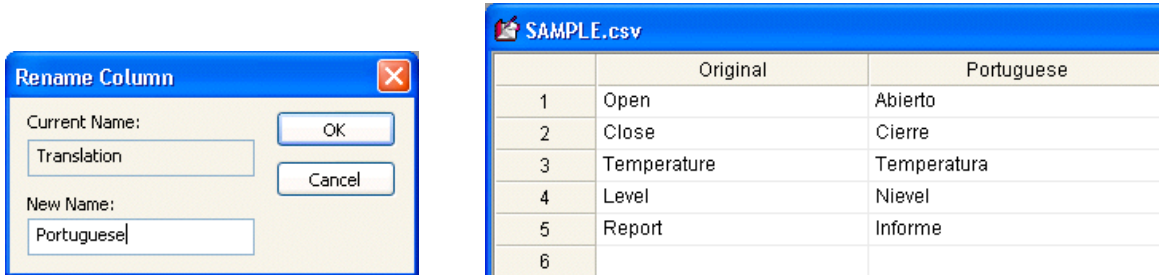 Rename Column
Current Name:
Translation
OK
Cancel
New Name:
Portuguese
SAMPLE.csv
Original Portuguese
1 Open Abierto
2 Close Cierre
3 Temperature Temperatura
4 Level Nievel
5 Report Informe
6